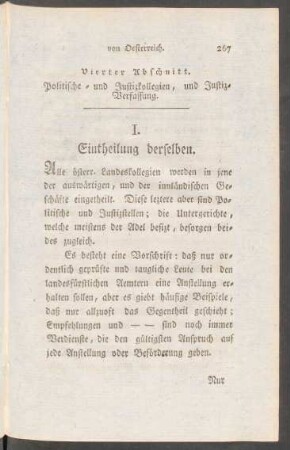 von Oesterreich. 267
Vierter Abschnitt.
Politische- und Justizkollegien, und Justiz-
Verfassung.
I.
Eintheilung derselben.
Alle österr. Landeskollegien werden in jene
der auswärtigen, und der innländischen Ge-
schäfte eingetheilt. Diese leztere aber sind Po-
litische und Justizstellen; die Untergerichte,
welche meistens der Adel besizt, besorgen bei-
des zugleich.
Es besteht eine Vorschrift: daß nur or-
dentlich geprüfte und taugliche Leute bei den
landesfürstlichen Aemtern eine Anstellung er-
halten sollen, aber es giebt häufige Beispiele,
daß nur allzuoft das Gegentheil geschieht;
Empfehlungen und — — sind noch immer
Verdienste, die den gültigsten Anspruch auf
jede Anstellung oder Beförderung geben.
Nur